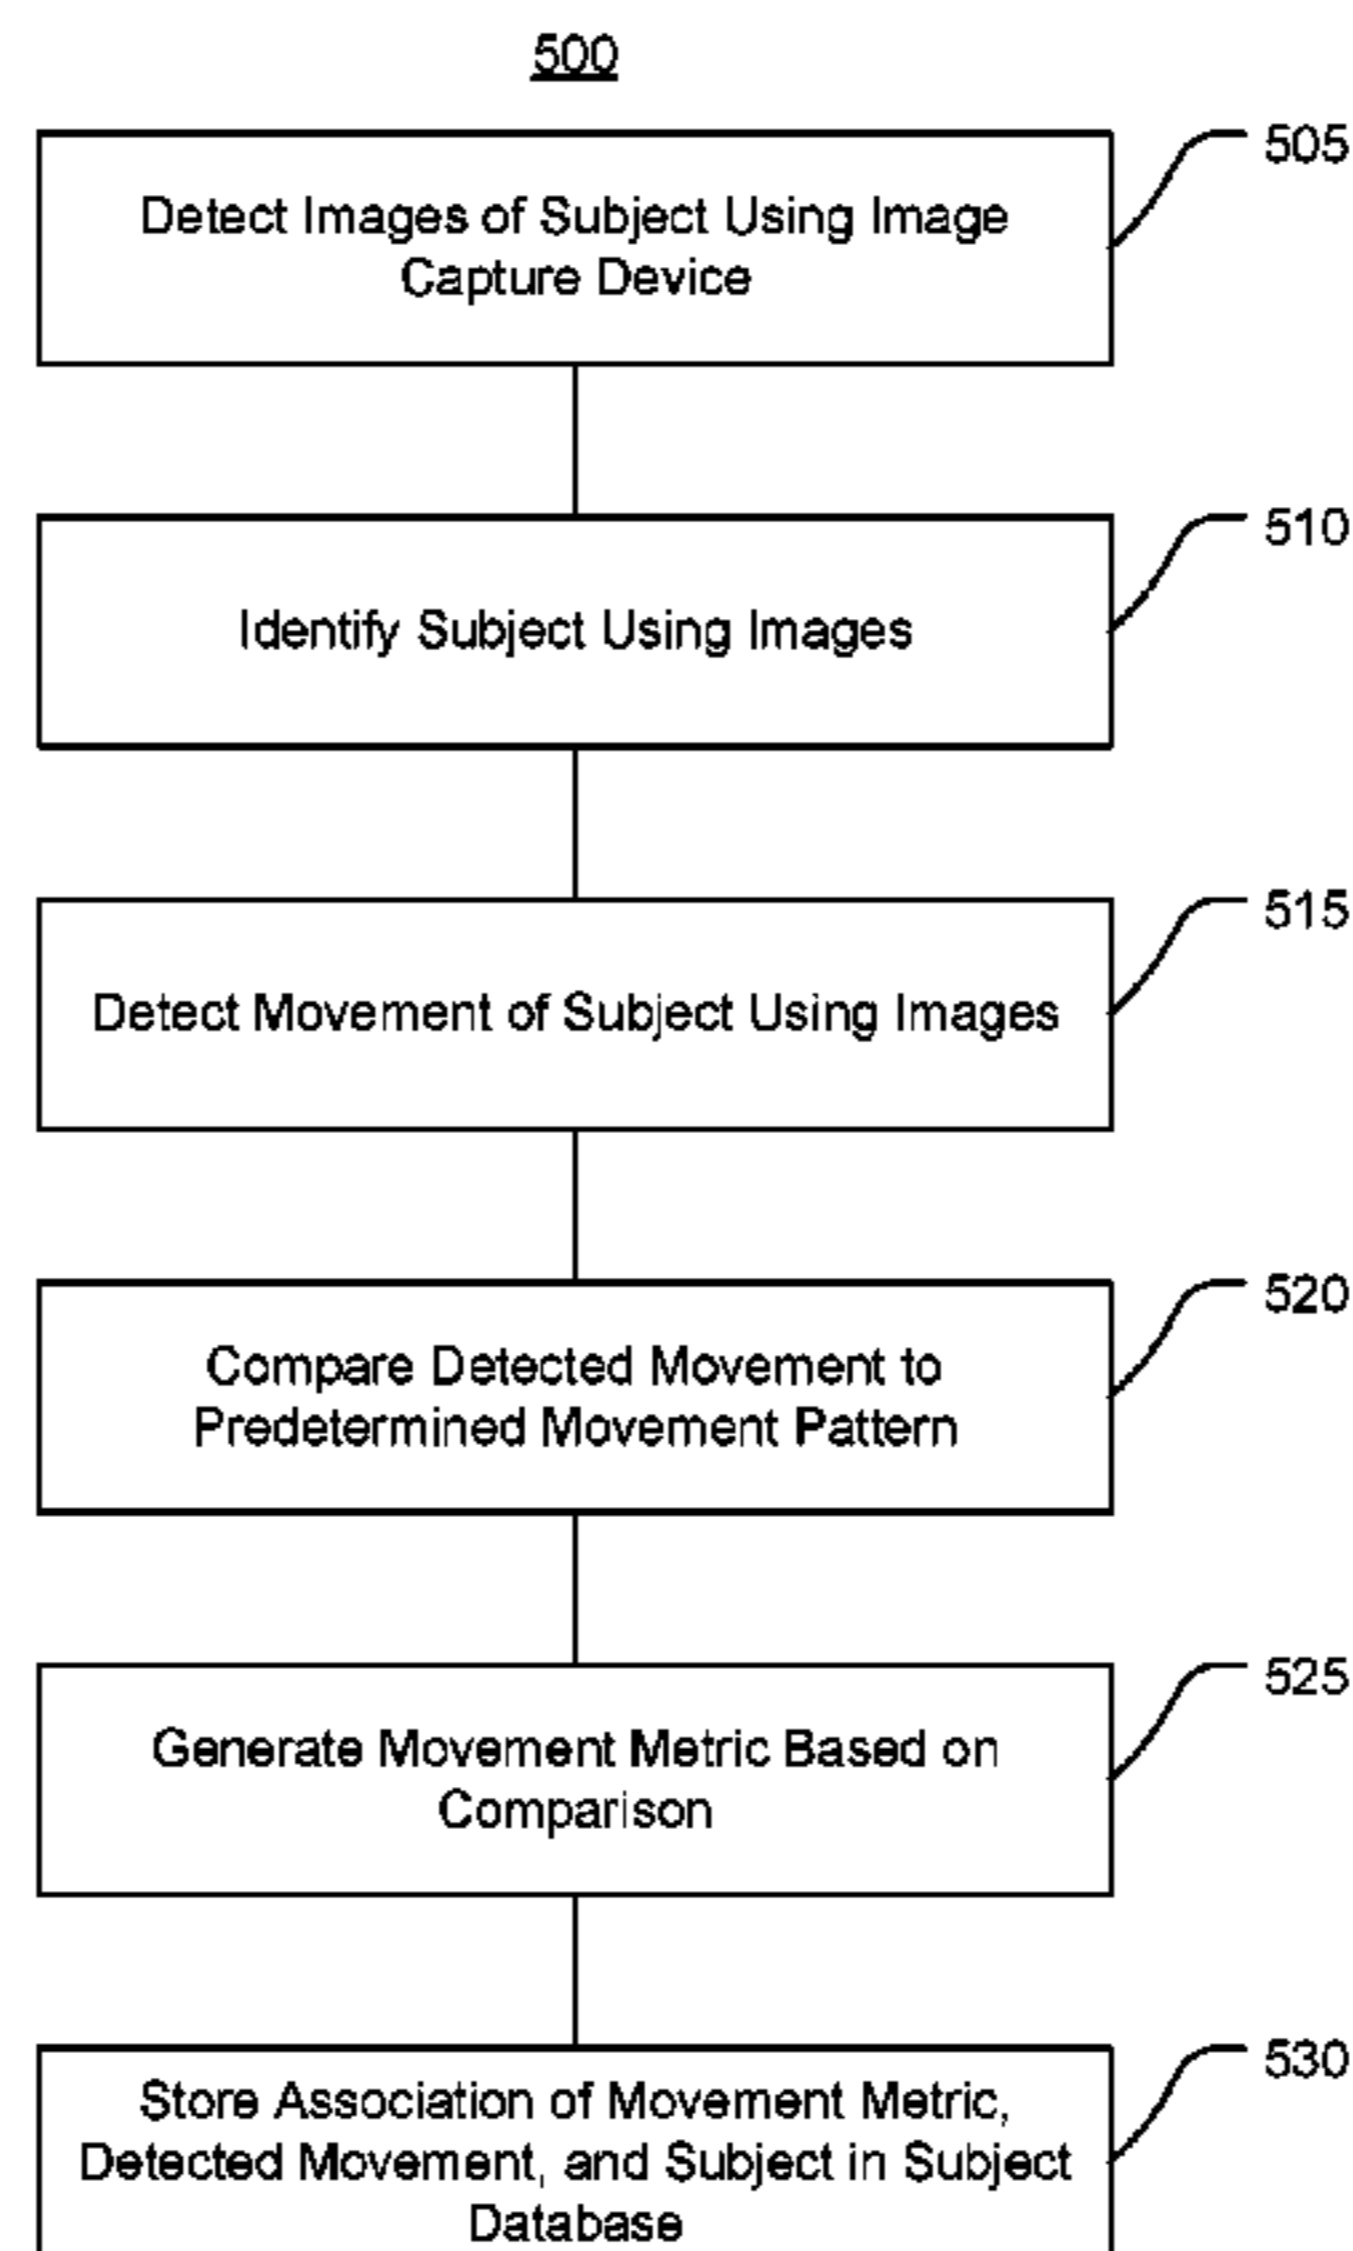 500
505
Detect Images of Subject Using Image
Capture Device
510
Identify Subject Using Images
515
Detect Movement of Subject Using Images
520
Compare Detected Movement to
Predetermined Movement Pattern
525
Generate Movement Metric Based on
Comparison
530
Store Association of Movement Metric,
Detected Movement, and Subject in Subject
Database